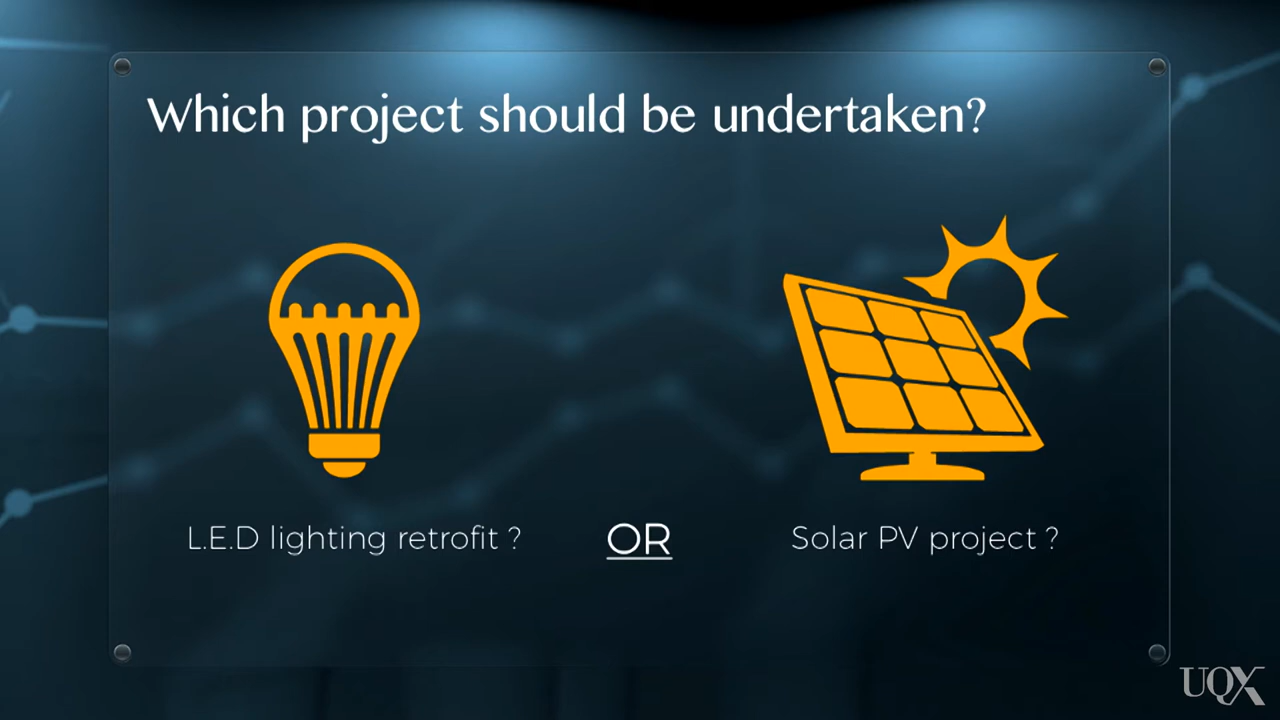 Which project should be undertaken?
L.E.D lighting retrofit ? OR Solar PV project ?
UQX